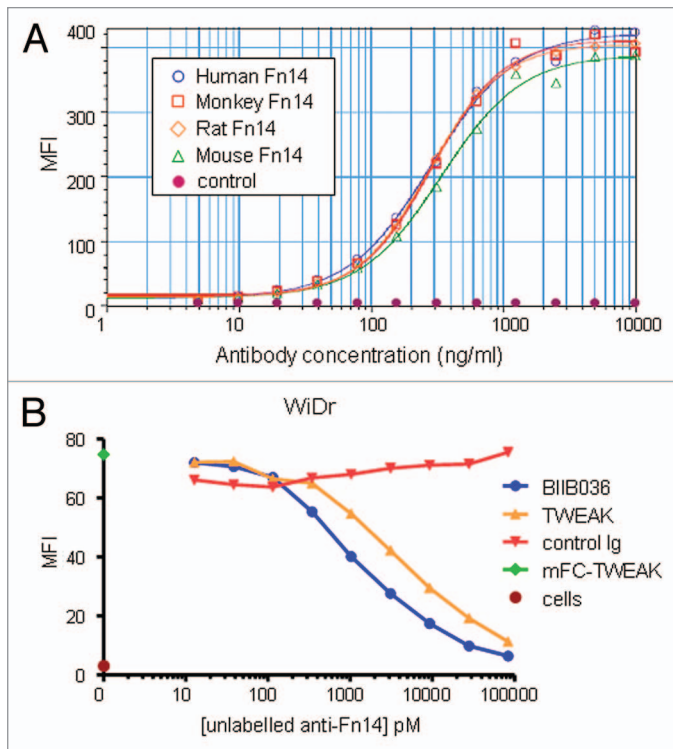 A
400
300
200
100
0
MFI
Human Fn14
Monkey Fn14
Rat Fn14
Mouse Fn14
control
1 10 100 1000 10000
Antibody concentration (ng/ml)
B
WiDr
80
60
40
20
0
MFI
BIIB036
TWEAK
control Ig
mFC-TWEAK
cells
0 10 100 1000 10000 100000
[unlabelled anti-Fn14] pM